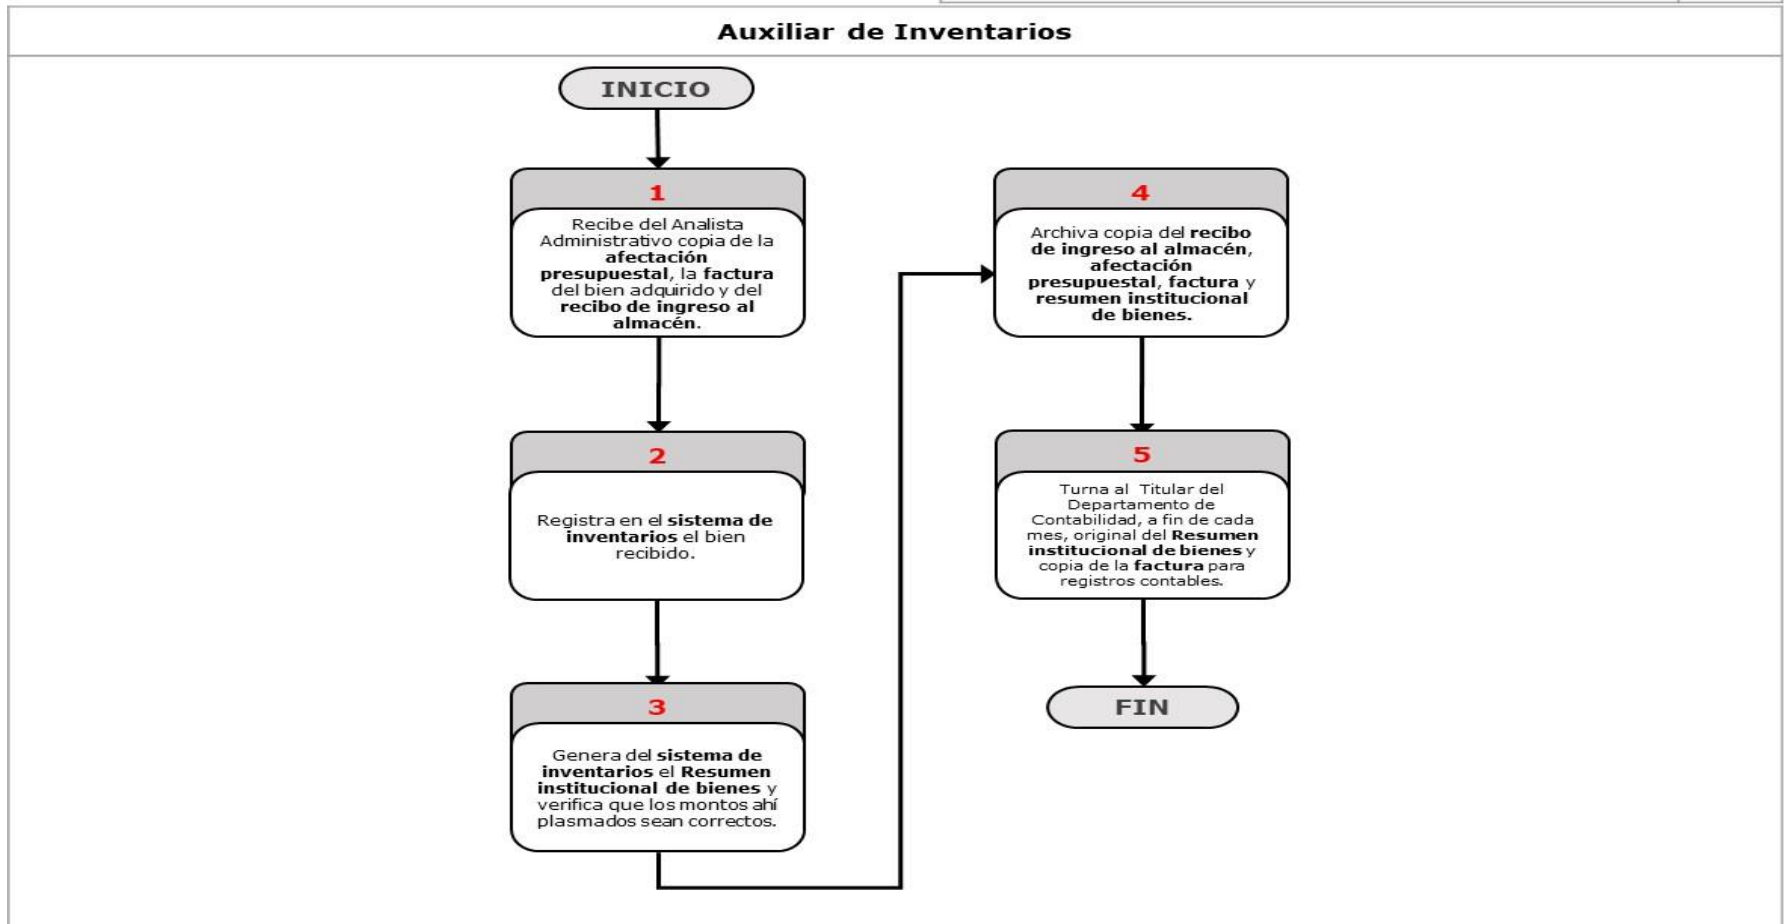 Auxiliar de Inventarios
INICIO
1
Recibe del Analista
Administrativo copia de la
afectación
presupuestal, la factura
del bien adquirido y del
recibo de ingreso al
almacén.
2
Registra en el sistema de
inventarios el bien
recibido.
3
Genera del sistema de
inventarios el Resumen
institucional de bienes y
verifica que los montos ahí
plasmados sean correctos.
4
Archiva copia del recibo
de ingreso al almacén,
afectación
presupuestal, factura y
resumen institucional
de bienes.
5
Turna al Titular del
Departamento de
Contabilidad, a fin de cada
mes, original del Resumen
institucional de bienes y
copia de la factura para
registros contables.
FIN